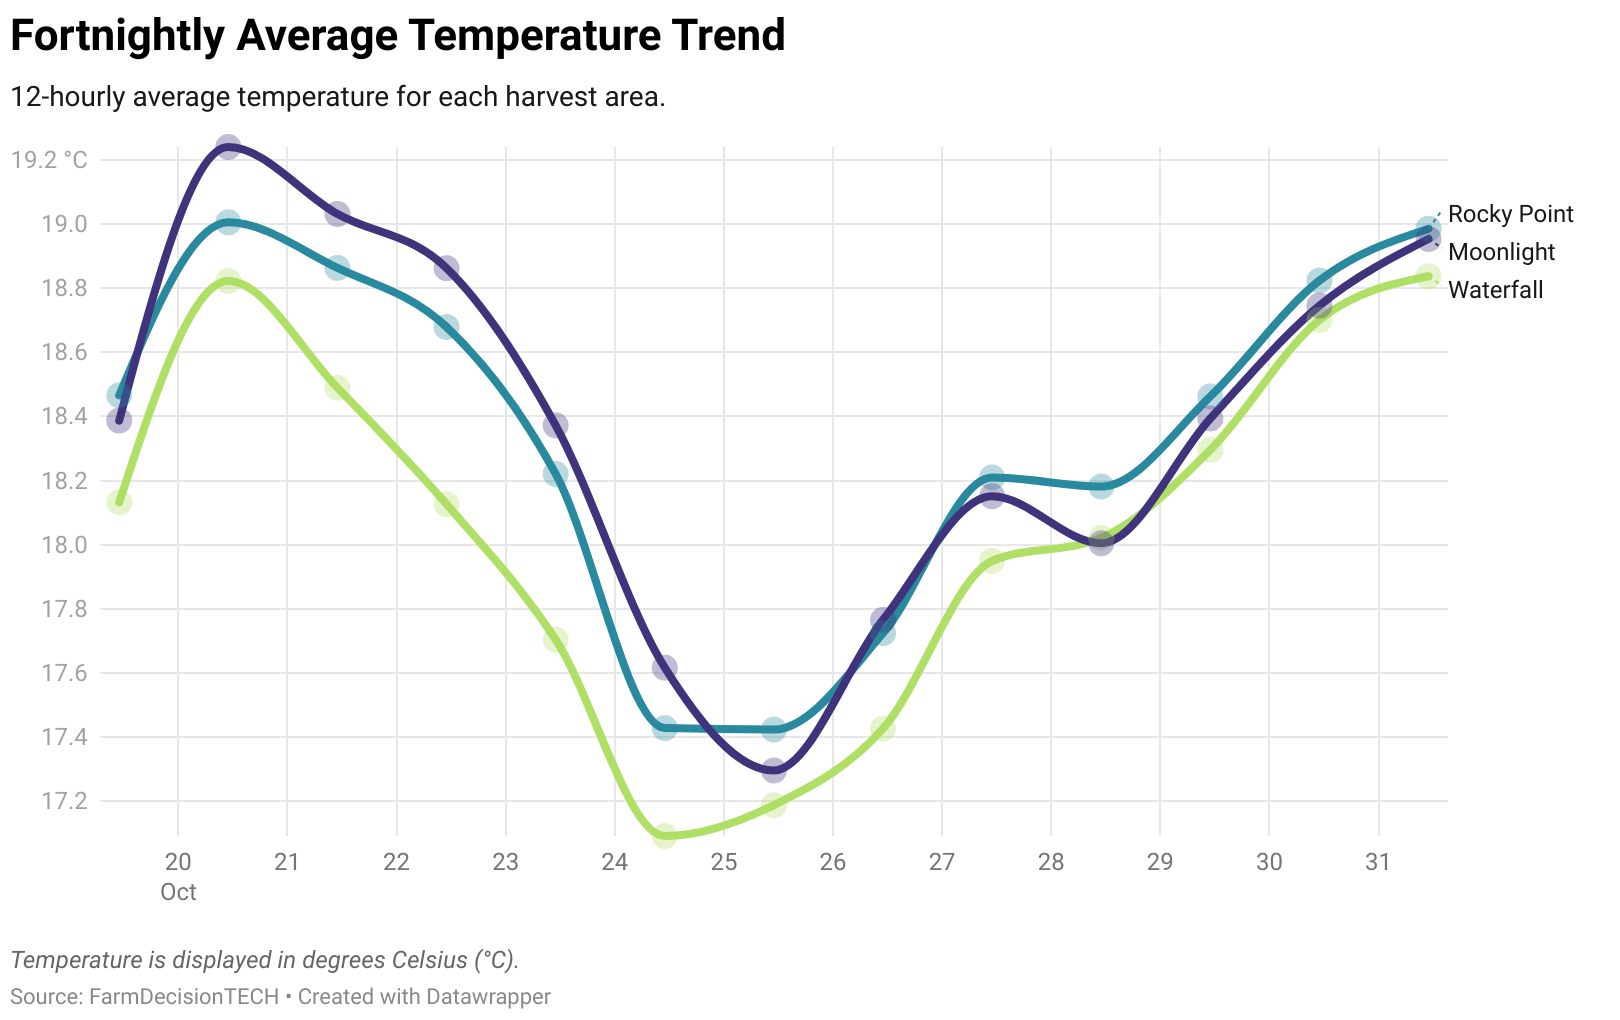 Fortnightly Average Temperature Trend
12-hourly average temperature for each harvest area.
19.2 °C
19.0
18.8
18.6
18.4
18.2
18.0
17.8
17.6
17.4
17.2
Rocky Point
Moonlight
Waterfall
20 21 22 23 24 25 26 27 28 29 30 31
Oct
Temperature is displayed in degrees Celsius (°C).
Source: FarmDecisionTECH • Created with Datawrapper